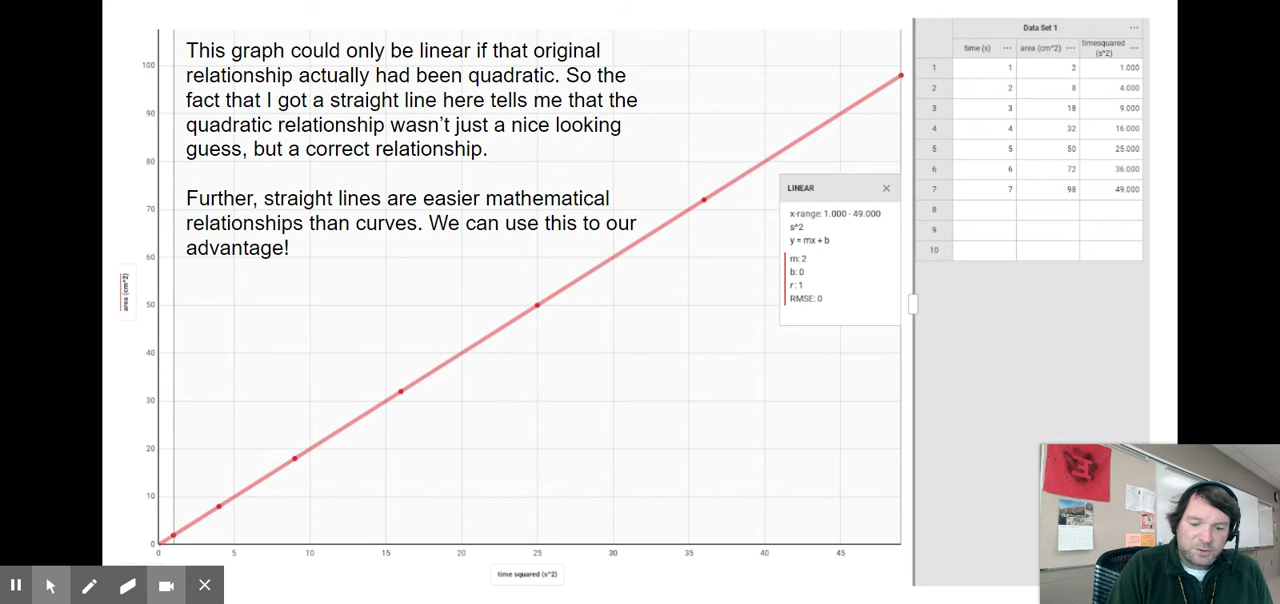 This graph could only be linear if that original
relationship actually had been quadratic. So the
fact that I got a straight line here tells me that the
quadratic relationship wasn't just a nice looking
guess, but a correct relationship.
Further, straight lines are easier mathematical
relationships than curves. We can use this to our
advantage!
100
90
80
70
60
50
40
30
20
10
0
area (cm^2)
0 5 10 15 20 25 30 35 40 45
time squared (s^2)
LINEAR
x-range: 1.000 - 49.000
s^2
y = mx + b
m: 2
b: 0
r: 1
RMSE: 0
Data Set 1
time (s) area (cm^2) timesquared
(s^2)
1 1 2 1.000
2 2 8 4.000
3 3 18 9.000
4 4 32 16.000
5 5 50 25.000
6 6 72 36.000
7 7 98 49.000
8
9
10